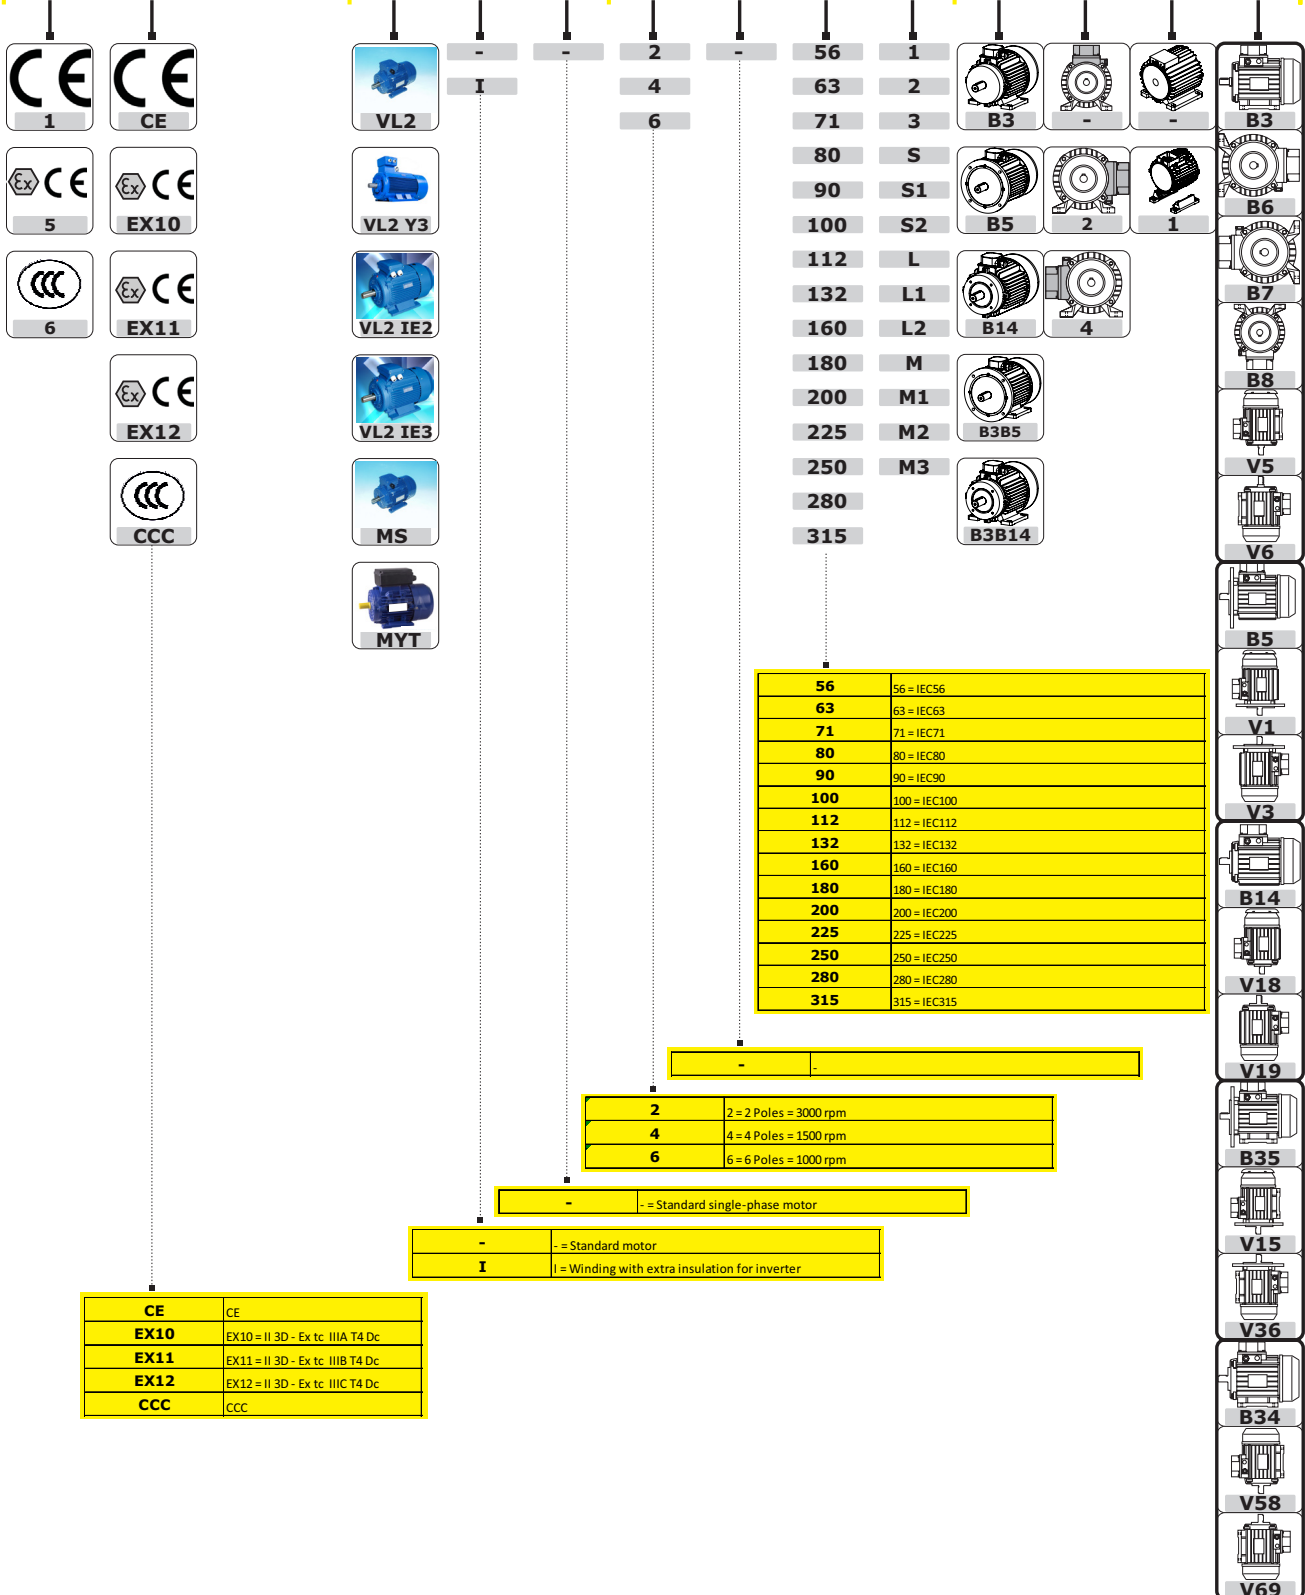 - - 2 - 56 1
I 4 63 2
1 CE VL2 6 71 3 B3 - - B3
80 S
90 S1
B6
5 EX10 VL2 Y3 100 S2 B5 2 1
112 L
132 L1
B7
6 EX11 VL2 IE2 160 L2 B14 4
180 M
B8
200 M1
EX12 VL2 IE3 225 M2 B3B5
250 M3
V5
280
CCC MS 315 B3B14
V6
MYT
B5
56 56 = IEC56
63 63 = IEC63
71 71 = IEC71
V1
80 80 = IEC80
90 90 = IEC90
100 100 = IEC100
112 112 = IEC112
V3
132 132 = IEC132
160 160 = IEC160
180 180 = IEC180
B14
200 200 = IEC200
225 225 = IEC225
250 250 = IEC250
280 280 = IEC280
V18
315 315 = IEC315
- -
V19
2 2 = 2 Poles = 3000 rpm
4 4 = 4 Poles = 1500 rpm
6 6 = 6 Poles = 1000 rpm
B35
- - = Standard single-phase motor
- - = Standard motor
V15
I I = Winding with extra insulation for inverter
CE CE
EX10 EX10 = II 3D - Ex tc IIIA T4 Dc
V36
EX11 EX11 = II 3D - Ex tc IIIB T4 Dc
EX12 EX12 = II 3D - Ex tc IIIC T4 Dc
CCC CCC
B34
V58
V69